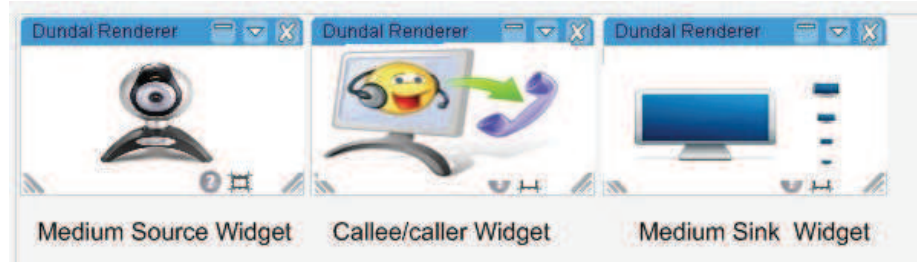 Dundal Renderer Dundal Renderer Dundal Renderer
Medium Source Widget Callee/caller Widget Medium Sink Widget